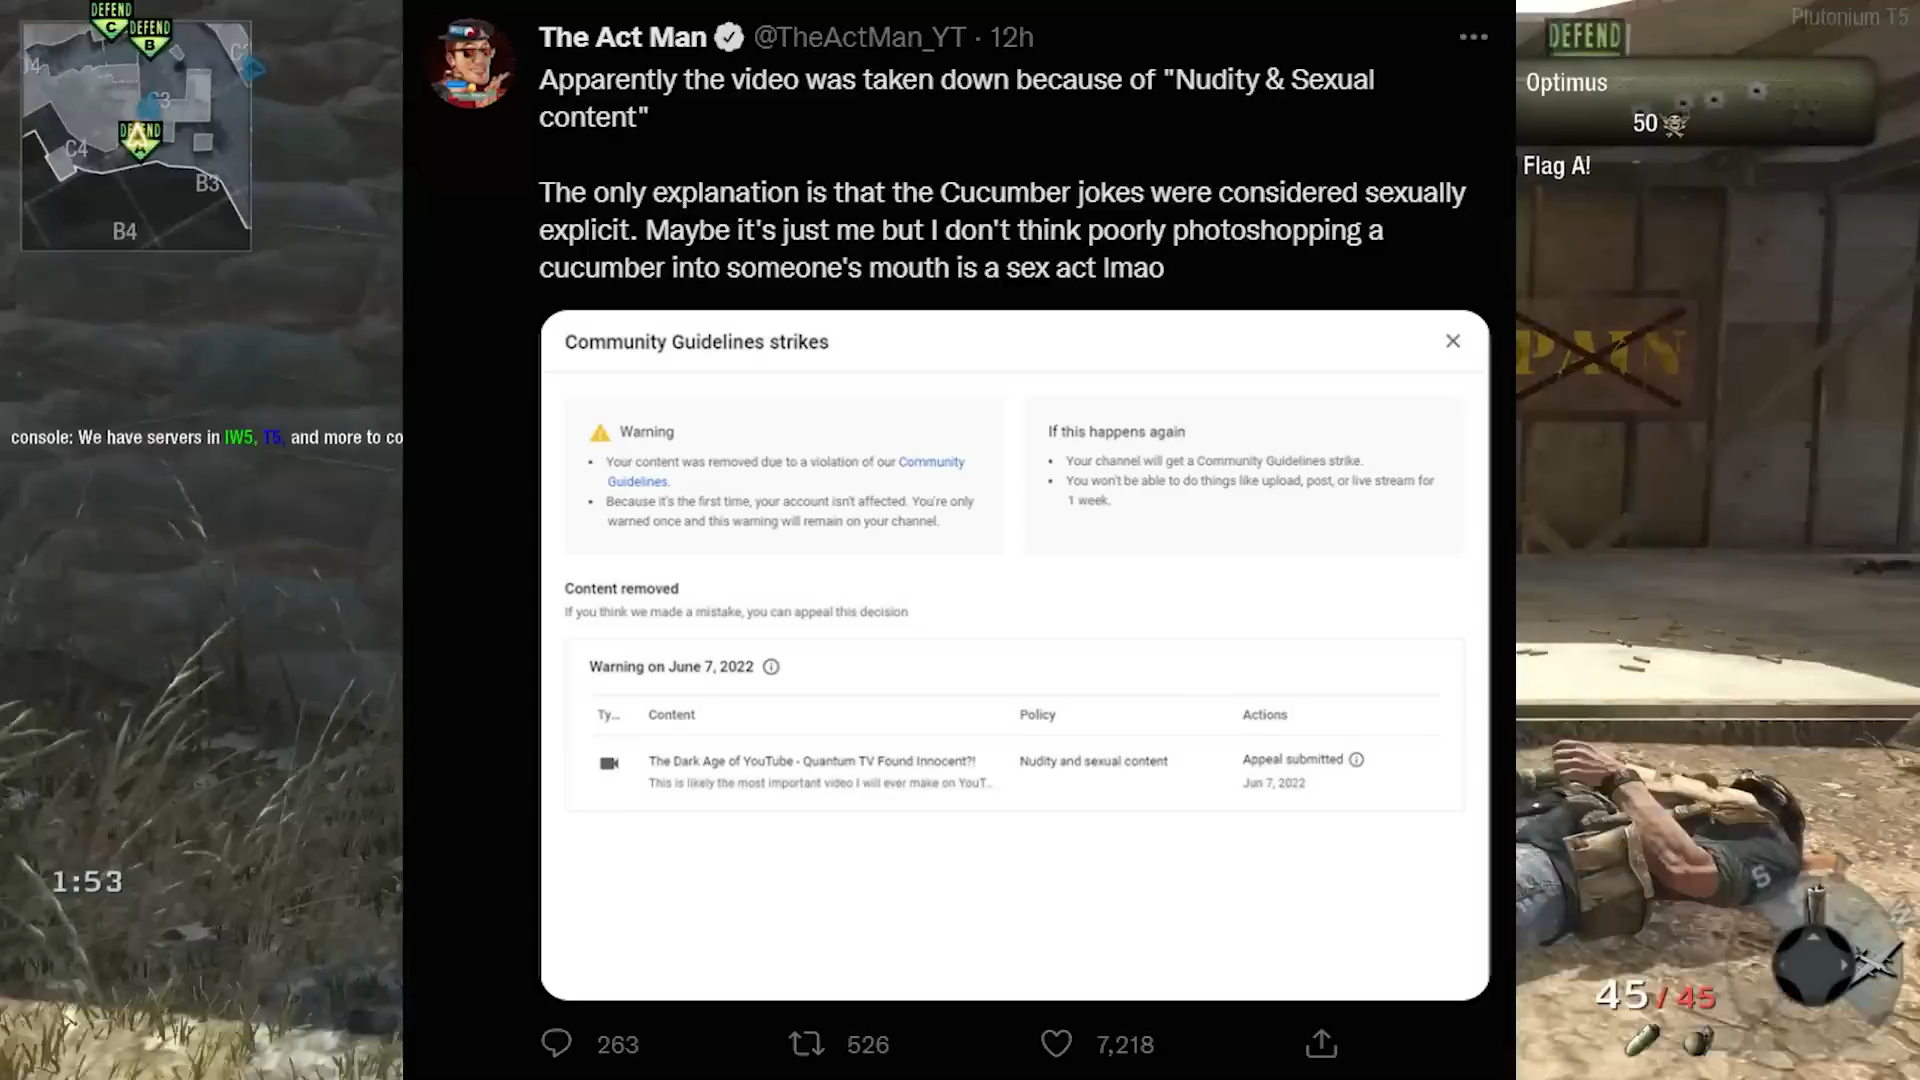 DEFEND
C
DEFEND
B
J4
C3
DEFEND
C4
B3
B4
console: We have servers in IW5, T5, and more to co
1:53
The Act Man @TheActMan_YT · 12h
Apparently the video was taken down because of "Nudity & Sexual
content"
The only explanation is that the Cucumber jokes were considered sexually
explicit. Maybe it's just me but I don't think poorly photoshopping a
cucumber into someone's mouth is a sex act lmao
Community Guidelines strikes
Warning
Your content was removed due to a violation of our Community
Guidelines.
Because it's the first time, your account isn't affected. You're only
warned once and this warning will remain on your channel.
If this happens again
Your channel will get a Community Guidelines strike.
You won't be able to do things like upload, post, or live stream for
1 week.
Content removed
If you think we made a mistake, you can appeal this decision
Warning on June 7, 2022
Ty... Content Policy Actions
The Dark Age of YouTube - Quantum TV Found Innocent?! Nudity and sexual content Appeal submitted
This is likely the most important video I will ever make on YouT... Jun 7, 2022
263 526 7,218
Plutonium T5
DEFEND
Optimus
50
Flag A!
PAIN
S
45 / 45